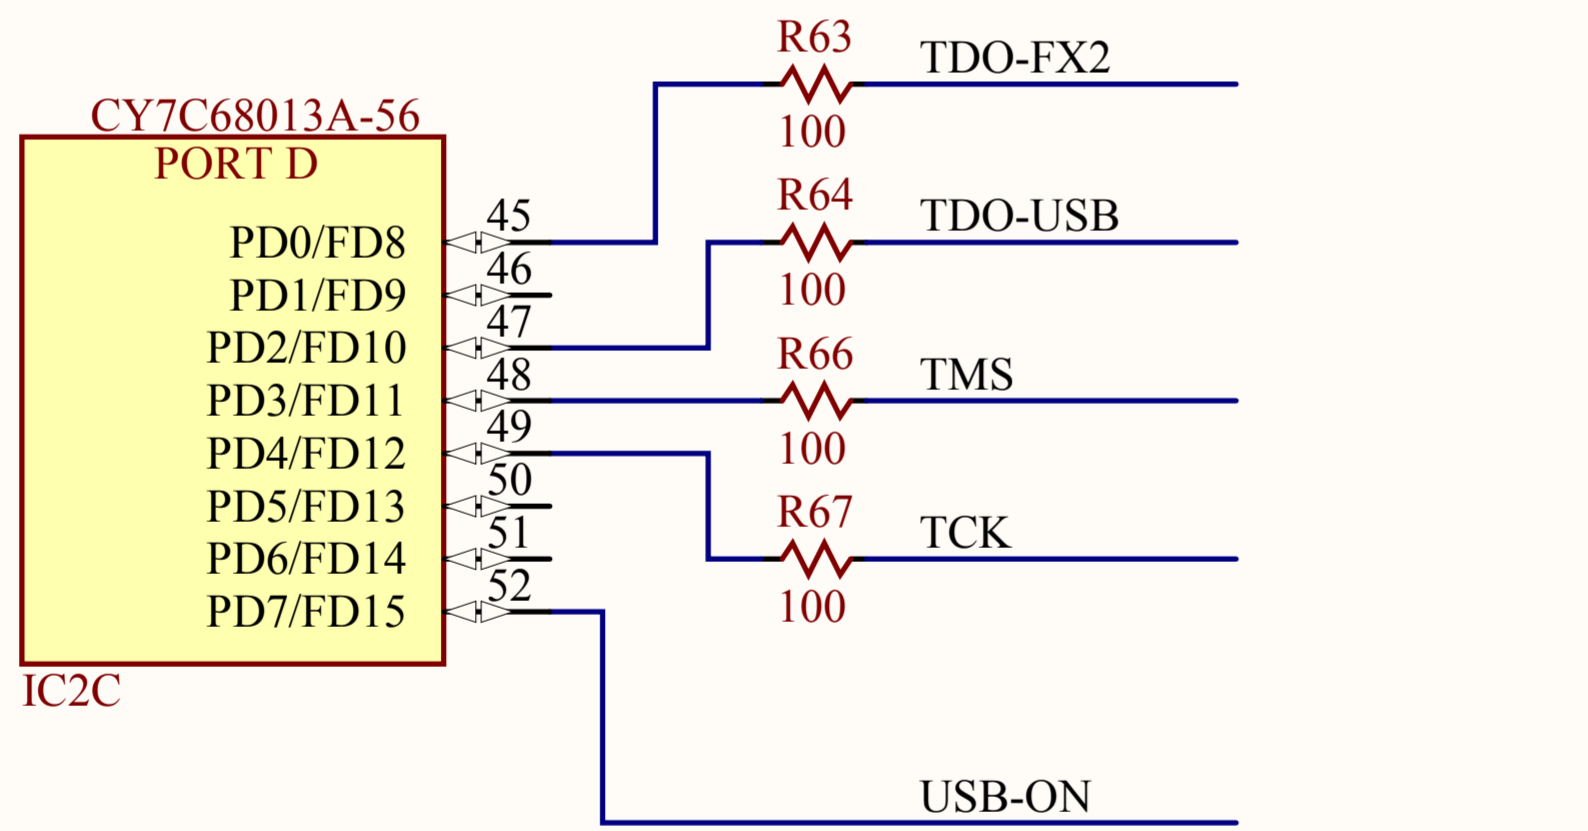 CY7C68013A-56
PORT D
PD0/FD8
PD1/FD9
PD2/FD10
PD3/FD11
PD4/FD12
PD5/FD13
PD6/FD14
PD7/FD15
IC2C
45
46
47
48
49
50
51
52
R63
100
TDO-FX2
R64
100
TDO-USB
R66
100
TMS
R67
100
TCK
USB-ON